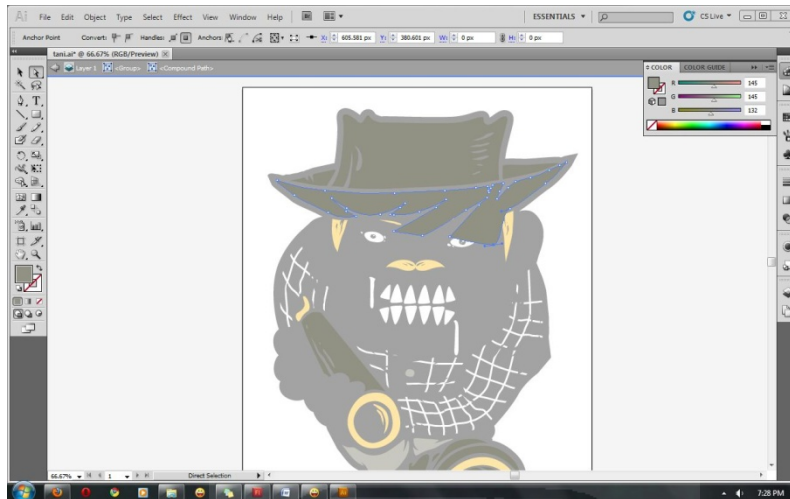 Ai File Edit Object Type Select Effect View Window Help Br ESSENTIALS CS Live
Anchor Point Convert: Handles: Anchors: X: 605.381 px Y: 380.601 px W: 0 px H: 0 px
tani.ai* @ 66.67% (RGB/Preview)
Layer 1 <Group> <Compound Path>
COLOR COLOR GUIDE
R 145
G 145
B 132
66.67% 1 Direct Selection
7:28 PM